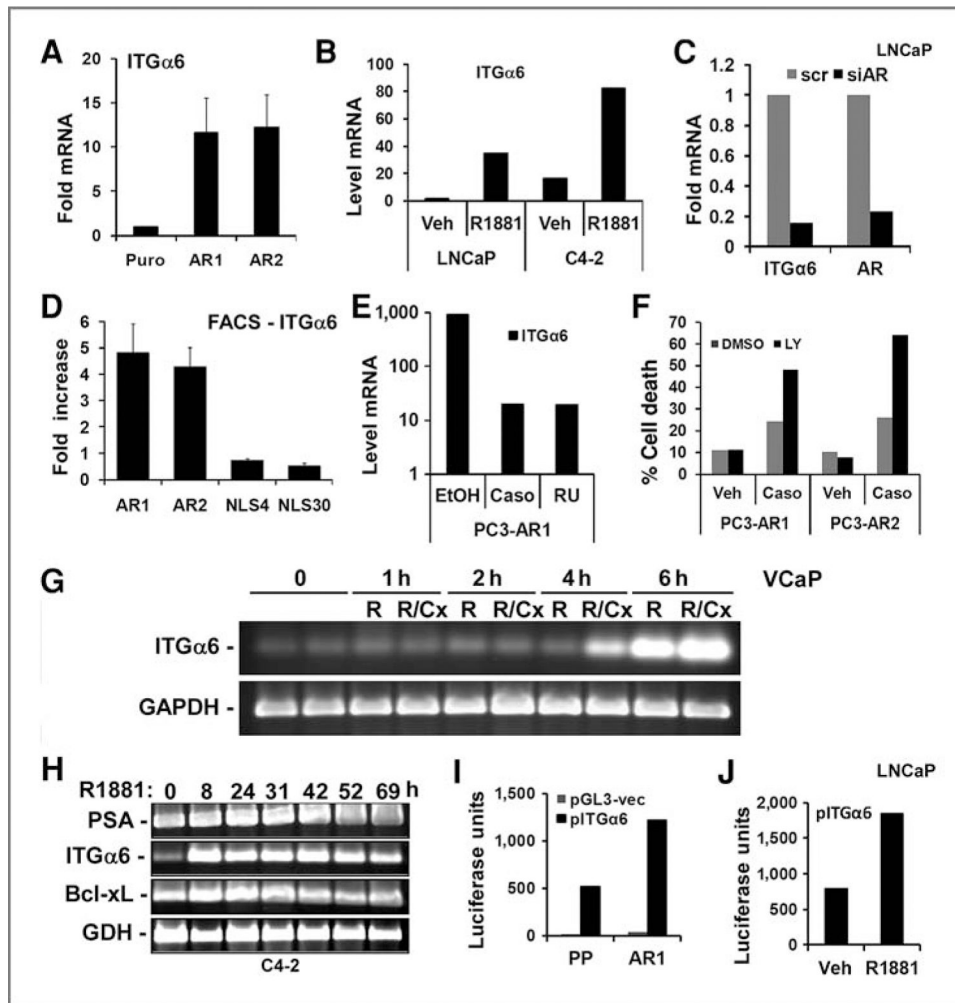 A
ITGα6
Fold mRNA
20
15
10
5
0
Puro AR1 AR2
B
ITGα6
Level mRNA
100
80
60
40
20
0
Veh R1881 Veh R1881
LNCaP C4-2
C
LNCaP
scr siAR
Fold mRNA
1.2
1
0.8
0.6
0.4
0.2
0
ITGα6 AR
D
FACS - ITGα6
Fold increase
6
5
4
3
2
1
0
AR1 AR2 NLS4 NLS30
E
ITGα6
Level mRNA
1,000
100
10
1
EtOH Caso RU
PC3-AR1
F
DMSO LY
% Cell death
70
60
50
40
30
20
10
0
Veh Caso Veh Caso
PC3-AR1 PC3-AR2
G
0 1 h 2 h 4 h 6 h VCaP
R R/Cx R R/Cx R R/Cx R R/Cx
ITGα6 -
GAPDH -
H
R1881: 0 8 24 31 42 52 69 h
PSA -
ITGα6 -
Bcl-xL -
GDH -
C4-2
I
pGL3-vec
pITGα6
Luciferase units
1,500
1,000
500
0
PP AR1
J
LNCaP
pITGα6
Luciferase units
2,000
1,500
1,000
500
0
Veh R1881